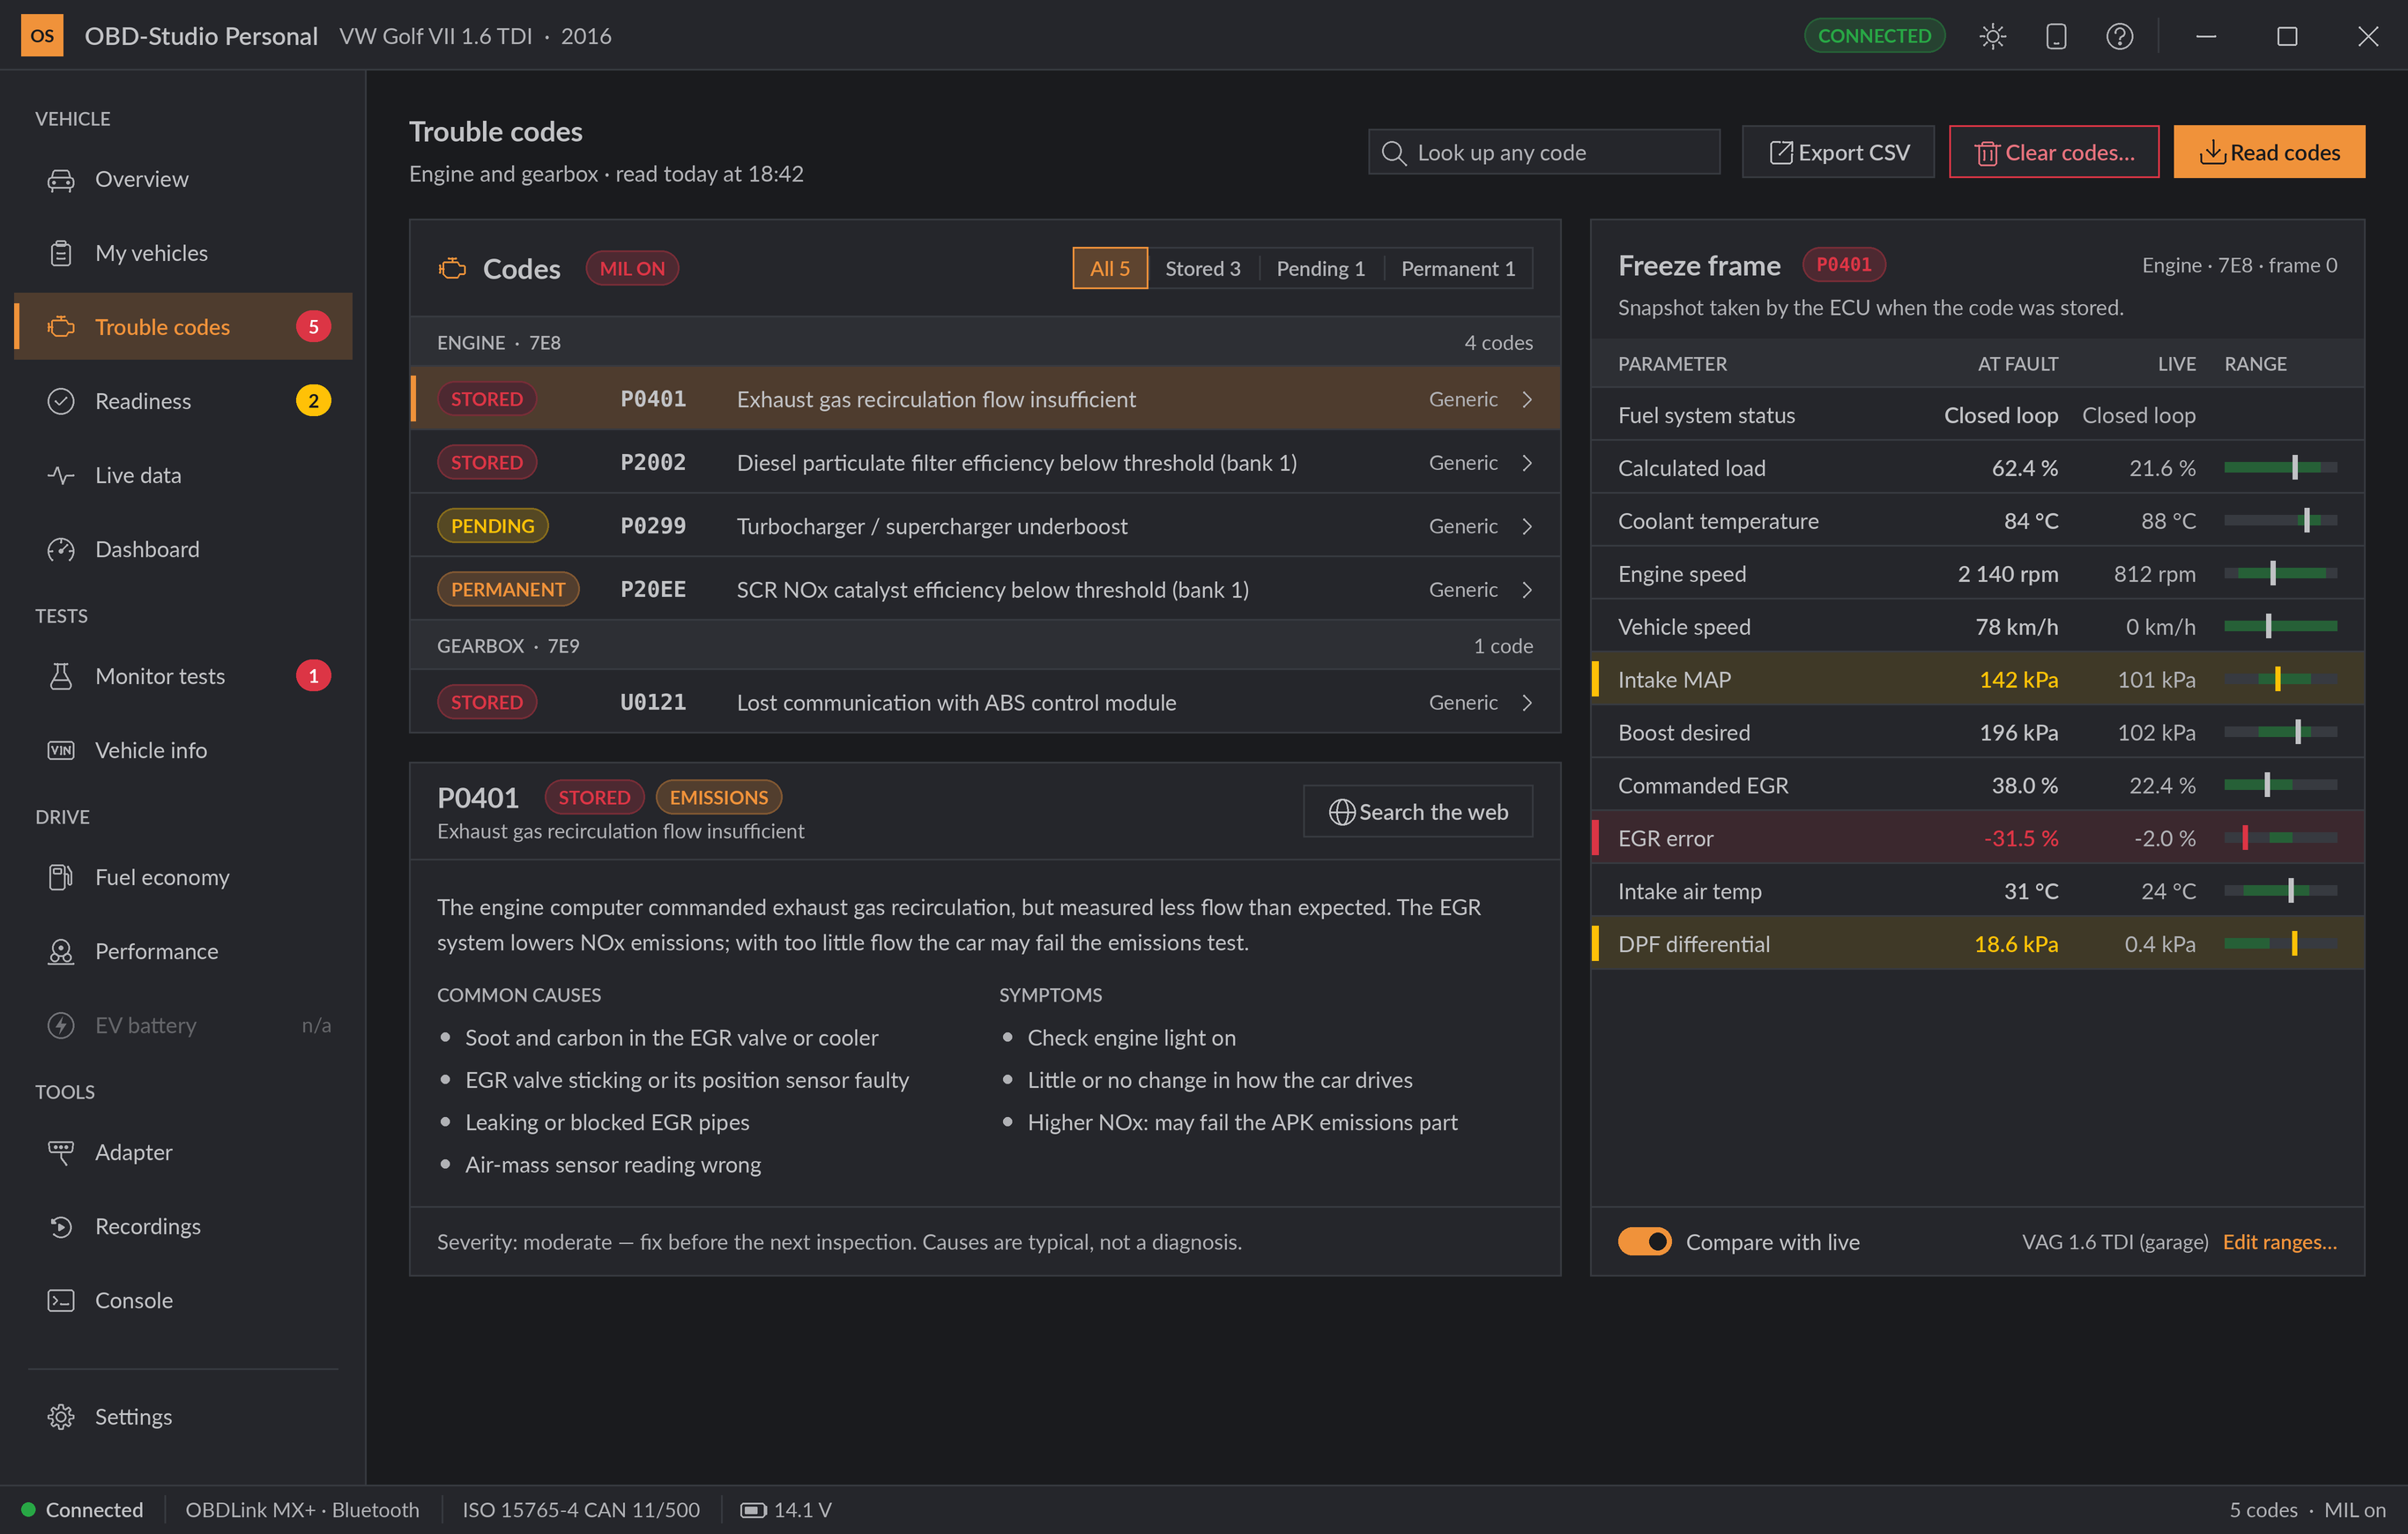 OS OBD-Studio Personal VW Golf VII 1.6 TDI · 2016 CONNECTED
VEHICLE
Overview
My vehicles
Trouble codes 5
Readiness 2
Live data
Dashboard
TESTS
Monitor tests 1
VIN Vehicle info
DRIVE
Fuel economy
Performance
EV battery n/a
TOOLS
Adapter
Recordings
Console
Settings
Trouble codes
Engine and gearbox · read today at 18:42
Look up any code Export CSV Clear codes... Read codes
Codes MIL ON All 5 Stored 3 Pending 1 Permanent 1
ENGINE · 7E8 4 codes
STORED P0401 Exhaust gas recirculation flow insufficient Generic
STORED P2002 Diesel particulate filter efficiency below threshold (bank 1) Generic
PENDING P0299 Turbocharger / supercharger underboost Generic
PERMANENT P20EE SCR NOx catalyst efficiency below threshold (bank 1) Generic
GEARBOX · 7E9 1 code
STORED U0121 Lost communication with ABS control module Generic
P0401 STORED EMISSIONS
Exhaust gas recirculation flow insufficient
Search the web
The engine computer commanded exhaust gas recirculation, but measured less flow than expected. The EGR
system lowers NOx emissions; with too little flow the car may fail the emissions test.
COMMON CAUSES
Soot and carbon in the EGR valve or cooler
EGR valve sticking or its position sensor faulty
Leaking or blocked EGR pipes
Air-mass sensor reading wrong
SYMPTOMS
Check engine light on
Little or no change in how the car drives
Higher NOx: may fail the APK emissions part
Severity: moderate — fix before the next inspection. Causes are typical, not a diagnosis.
Freeze frame P0401 Engine · 7E8 · frame 0
Snapshot taken by the ECU when the code was stored.
PARAMETER AT FAULT LIVE RANGE
Fuel system status Closed loop Closed loop
Calculated load 62.4 % 21.6 %
Coolant temperature 84 °C 88 °C
Engine speed 2 140 rpm 812 rpm
Vehicle speed 78 km/h 0 km/h
Intake MAP 142 kPa 101 kPa
Boost desired 196 kPa 102 kPa
Commanded EGR 38.0 % 22.4 %
EGR error -31.5 % -2.0 %
Intake air temp 31 °C 24 °C
DPF differential 18.6 kPa 0.4 kPa
Compare with live VAG 1.6 TDI (garage) Edit ranges...
Connected OBDLink MX+ · Bluetooth ISO 15765-4 CAN 11/500 14.1 V 5 codes · MIL on